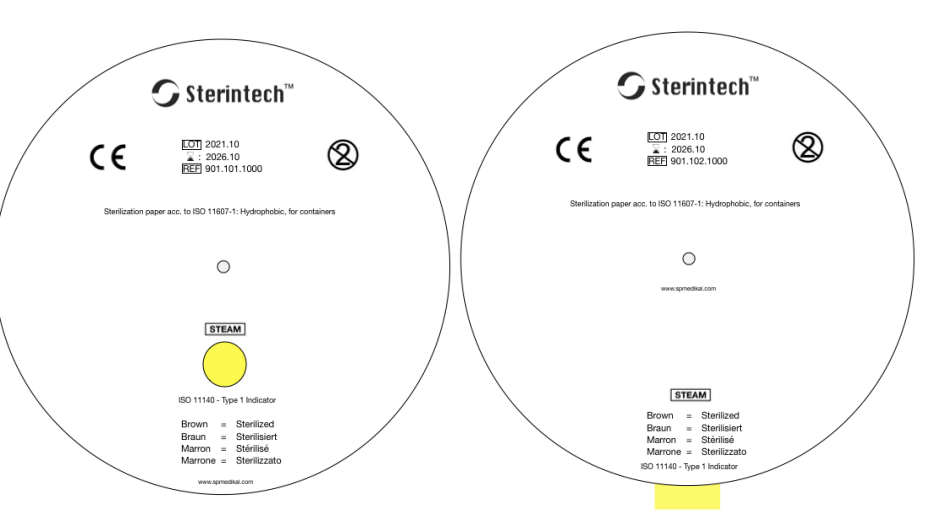 Sterintech™
CE
LOT 2021.10
: 2026.10
REF 901.101.1000
2
Sterilization paper acc. to ISO 11607-1: Hydrophobic, for containers
STEAM
ISO 11140 - Type 1 Indicator
Brown = Sterilized
Braun = Sterilisiert
Marron = Stérilisé
Marrone = Sterilizzato
www.spmedikal.com
Sterintech™
CE
LOT 2021.10
: 2026.10
REF 901.102.1000
2
Sterilization paper acc. to ISO 11607-1: Hydrophobic, for containers
www.spmedikal.com
STEAM
Brown = Sterilized
Braun = Sterilisiert
Marron = Stérilisé
Marrone = Sterilizzato
ISO 11140 - Type 1 Indicator